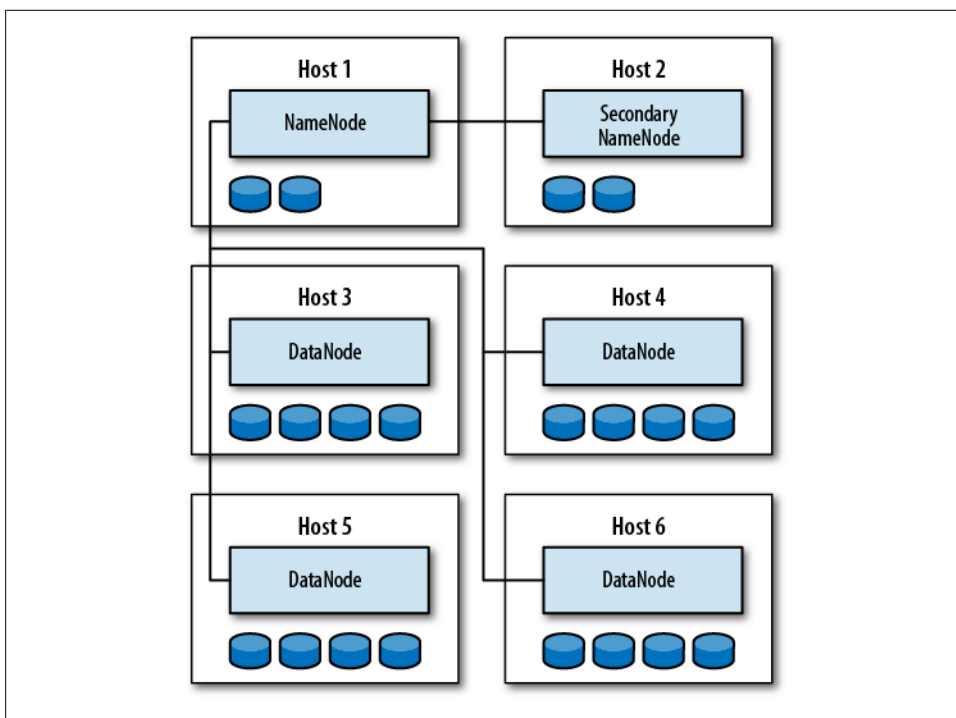 Host 1
NameNode
Host 2
Secondary
NameNode
Host 3
DataNode
Host 4
DataNode
Host 5
DataNode
Host 6
DataNode